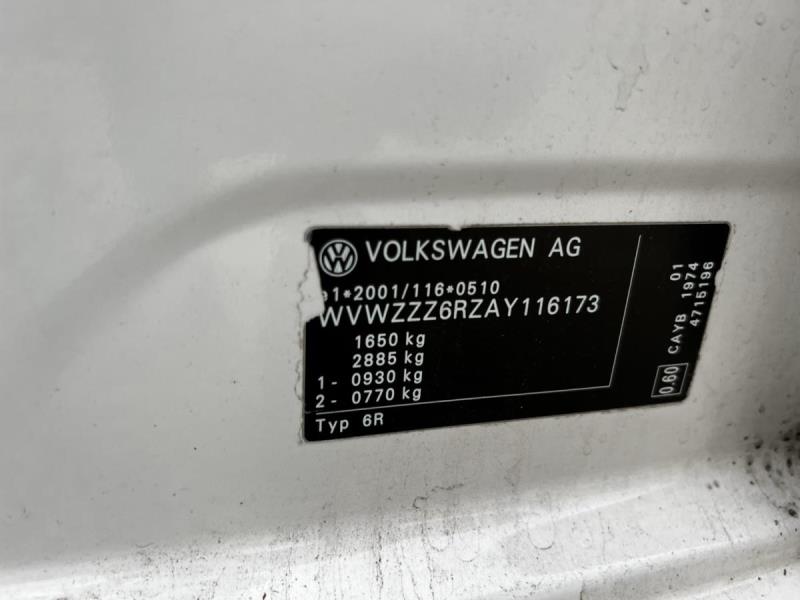 VOLKSWAGEN AG
e1*2001/116*0510
WVWZZZ6RZAY116173
1650 kg
2885 kg
1 - 0930 kg
2 - 0770 kg
Typ 6R
0.60 CAYB 01
1974
4715196